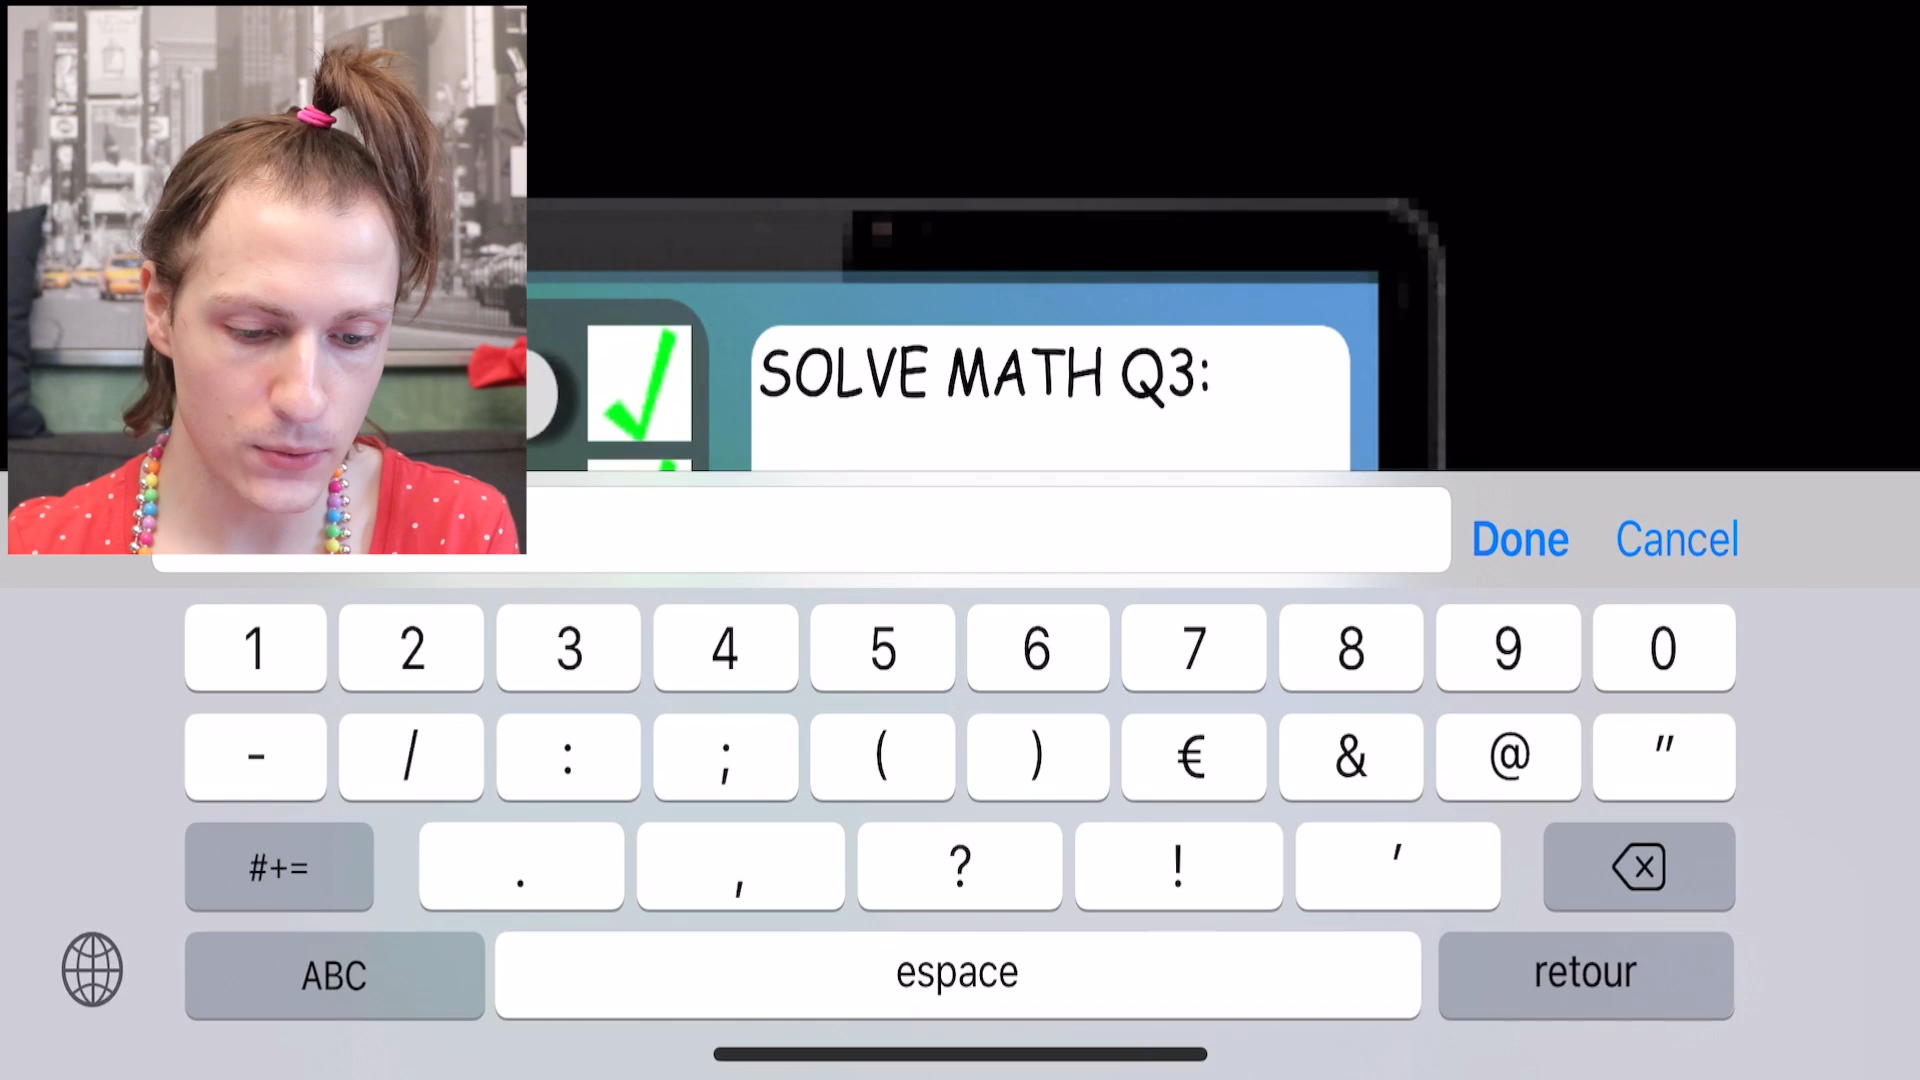 SOLVE MATH Q3:
Done Cancel
1 2 3 4 5 6 7 8 9 0
- / : ; ( ) € & @ "
#+= . , ? ! '
ABC espace retour